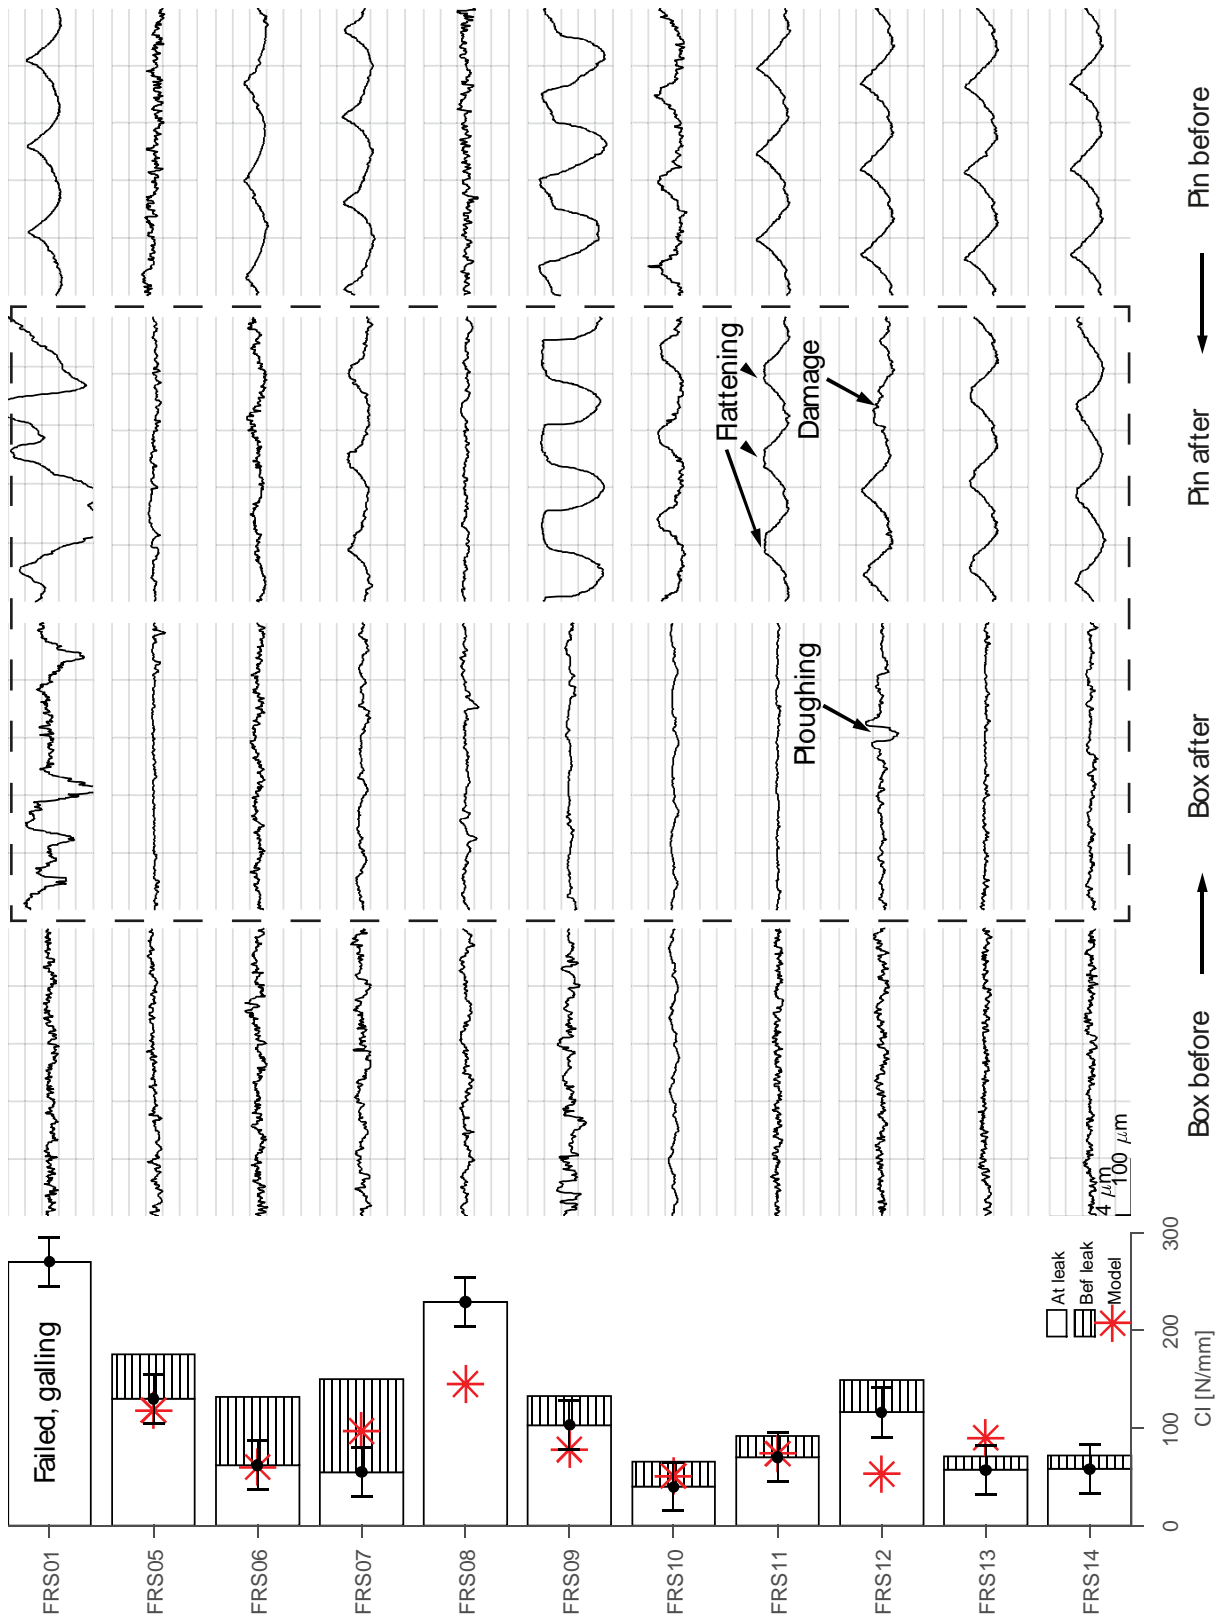 FRS01
FRS05
FRS06
FRS07
FRS08
FRS09
FRS10
FRS11
FRS12
FRS13
FRS14
Failed, galling
0
100
200
300
CI [N/mm]
At leak
Bef leak
Model
4 μm
100 μm
Ploughing
Flattening
Damage
Box before
Box after
Pin after
Pin before